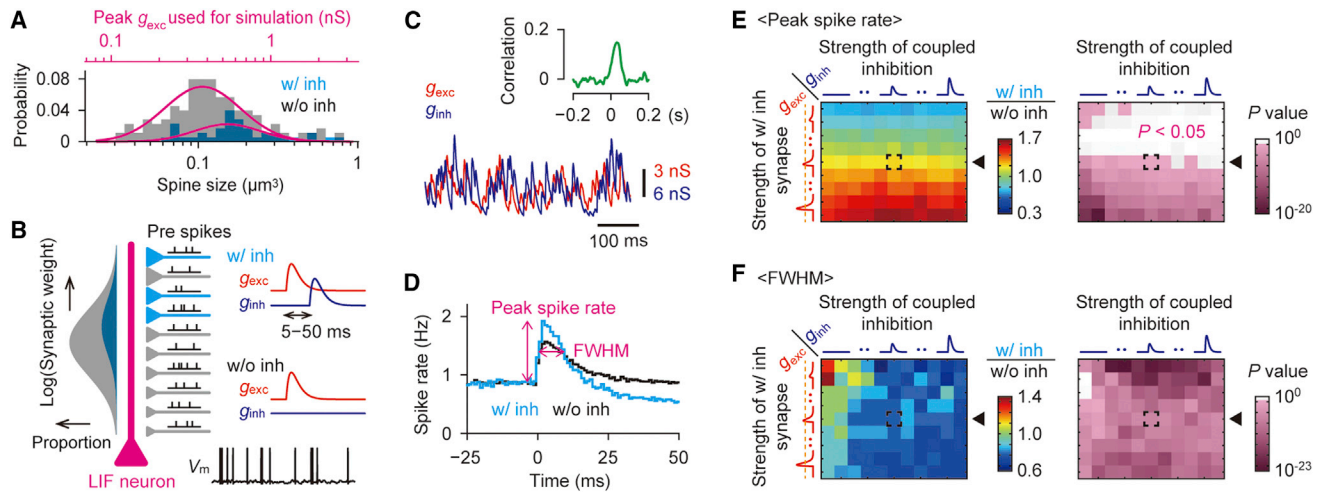 A
Peak gexc used for simulation (nS)
0.1 1
Probability
0.08
0.04
0
w/ inh
w/o inh
0.1 1
Spine size (µm³)
B
Log(Synaptic weight)
Proportion
LIF neuron
Pre spikes
w/ inh
gexc
ginh
5–50 ms
w/o inh
gexc
ginh
Vm
C
Correlation
0.2
0
−0.2 0 0.2 (s)
gexc
ginh
3 nS
6 nS
100 ms
D
Spike rate (Hz)
2
1
0
Peak spike rate
FWHM
w/ inh
w/o inh
−25 0 25 50
Time (ms)
E <Peak spike rate>
Strength of coupled
inhibition
gexc ginh
Strength of w/ inh
synapse
w/ inh
w/o inh
1.7
1.0
0.3
Strength of coupled
inhibition
P < 0.05
P value
10⁰
10⁻²⁰
F <FWHM>
Strength of coupled
inhibition
gexc ginh
Strength of w/ inh
synapse
w/ inh
w/o inh
1.4
1.0
0.6
Strength of coupled
inhibition
P value
10⁰
10⁻²³